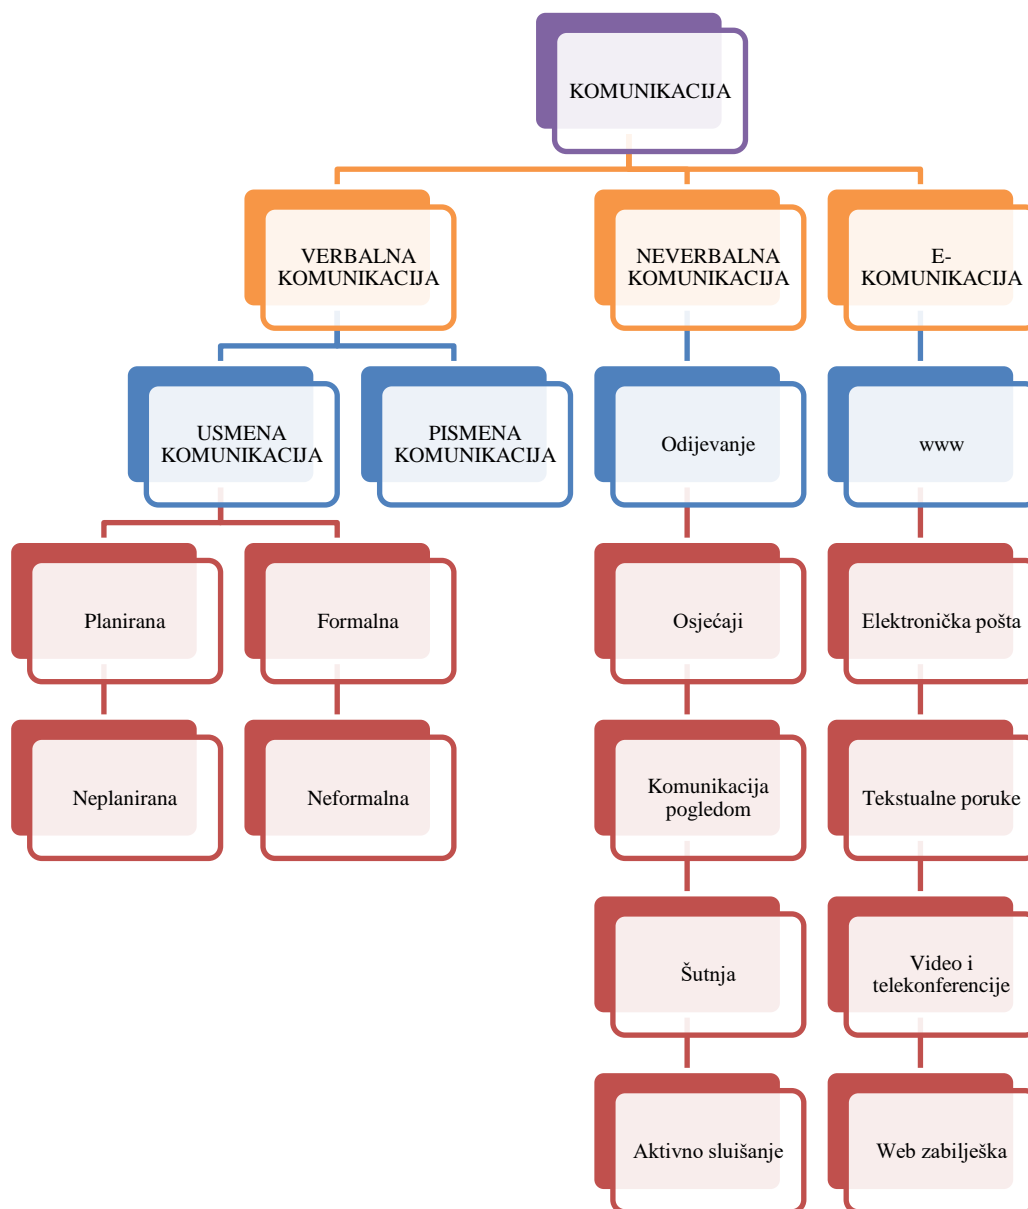 KOMUNIKACIJA
VERBALNA
KOMUNIKACIJA
NEVERBALNA
KOMUNIKACIJA
E-
KOMUNIKACIJA
USMENA
KOMUNIKACIJA
PISMENA
KOMUNIKACIJA
Odijevanje
www
Planirana
Formalna
Osjećaji
Elektronička pošta
Neplanirana
Neformalna
Komunikacija
pogledom
Tekstualne poruke
Šutnja
Video i
telekonferencije
Aktivno sluišanje
Web zabilješka